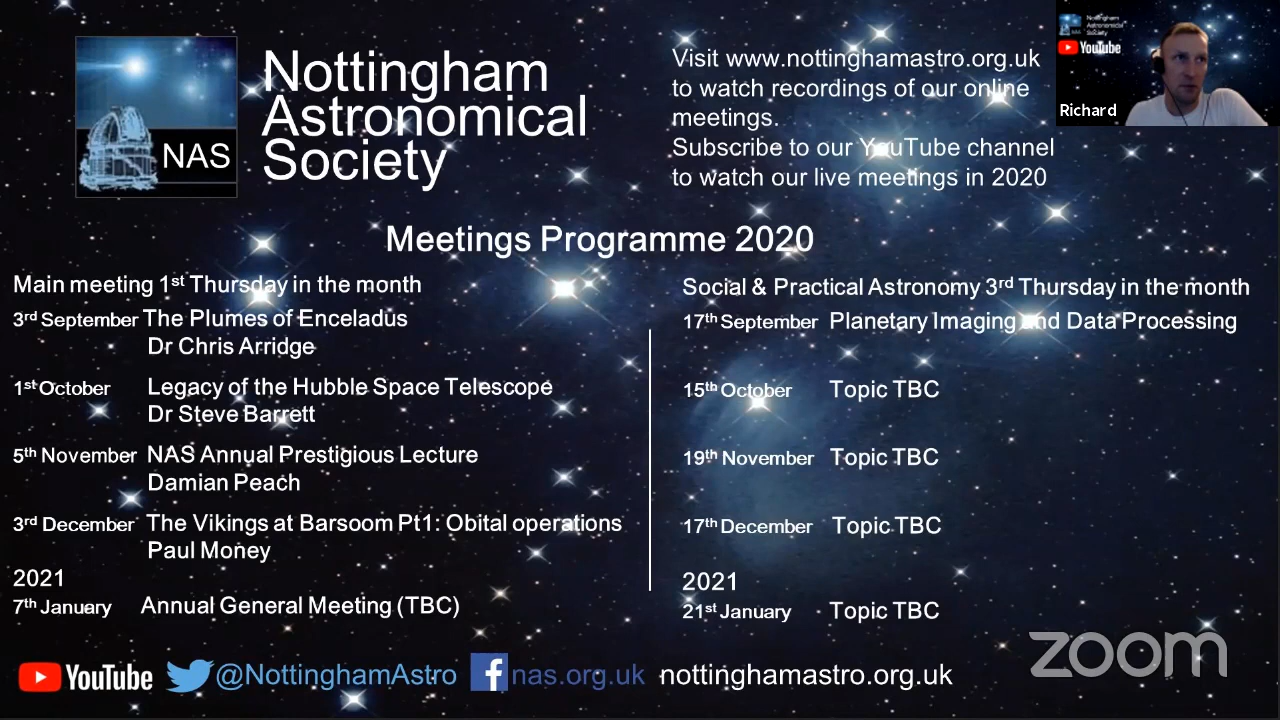 NAS
Nottingham
Astronomical
Society
Visit www.nottinghamastro.org.uk
to watch recordings of our online
meetings.
Subscribe to our YouTube channel
to watch our live meetings in 2020
Nottingham
Astronomical
Society
YouTube
Richard
Meetings Programme 2020
Main meeting 1st Thursday in the month
3rd September The Plumes of Enceladus
Dr Chris Arridge
1st October Legacy of the Hubble Space Telescope
Dr Steve Barrett
5th November NAS Annual Prestigious Lecture
Damian Peach
3rd December The Vikings at Barsoom Pt1: Obital operations
Paul Money
2021
7th January Annual General Meeting (TBC)
Social & Practical Astronomy 3rd Thursday in the month
17th September Planetary Imaging and Data Processing
15th October Topic TBC
19th November Topic TBC
17th December Topic TBC
2021
21st January Topic TBC
zoom
YouTube @NottinghamAstro nas.org.uk nottinghamastro.org.uk